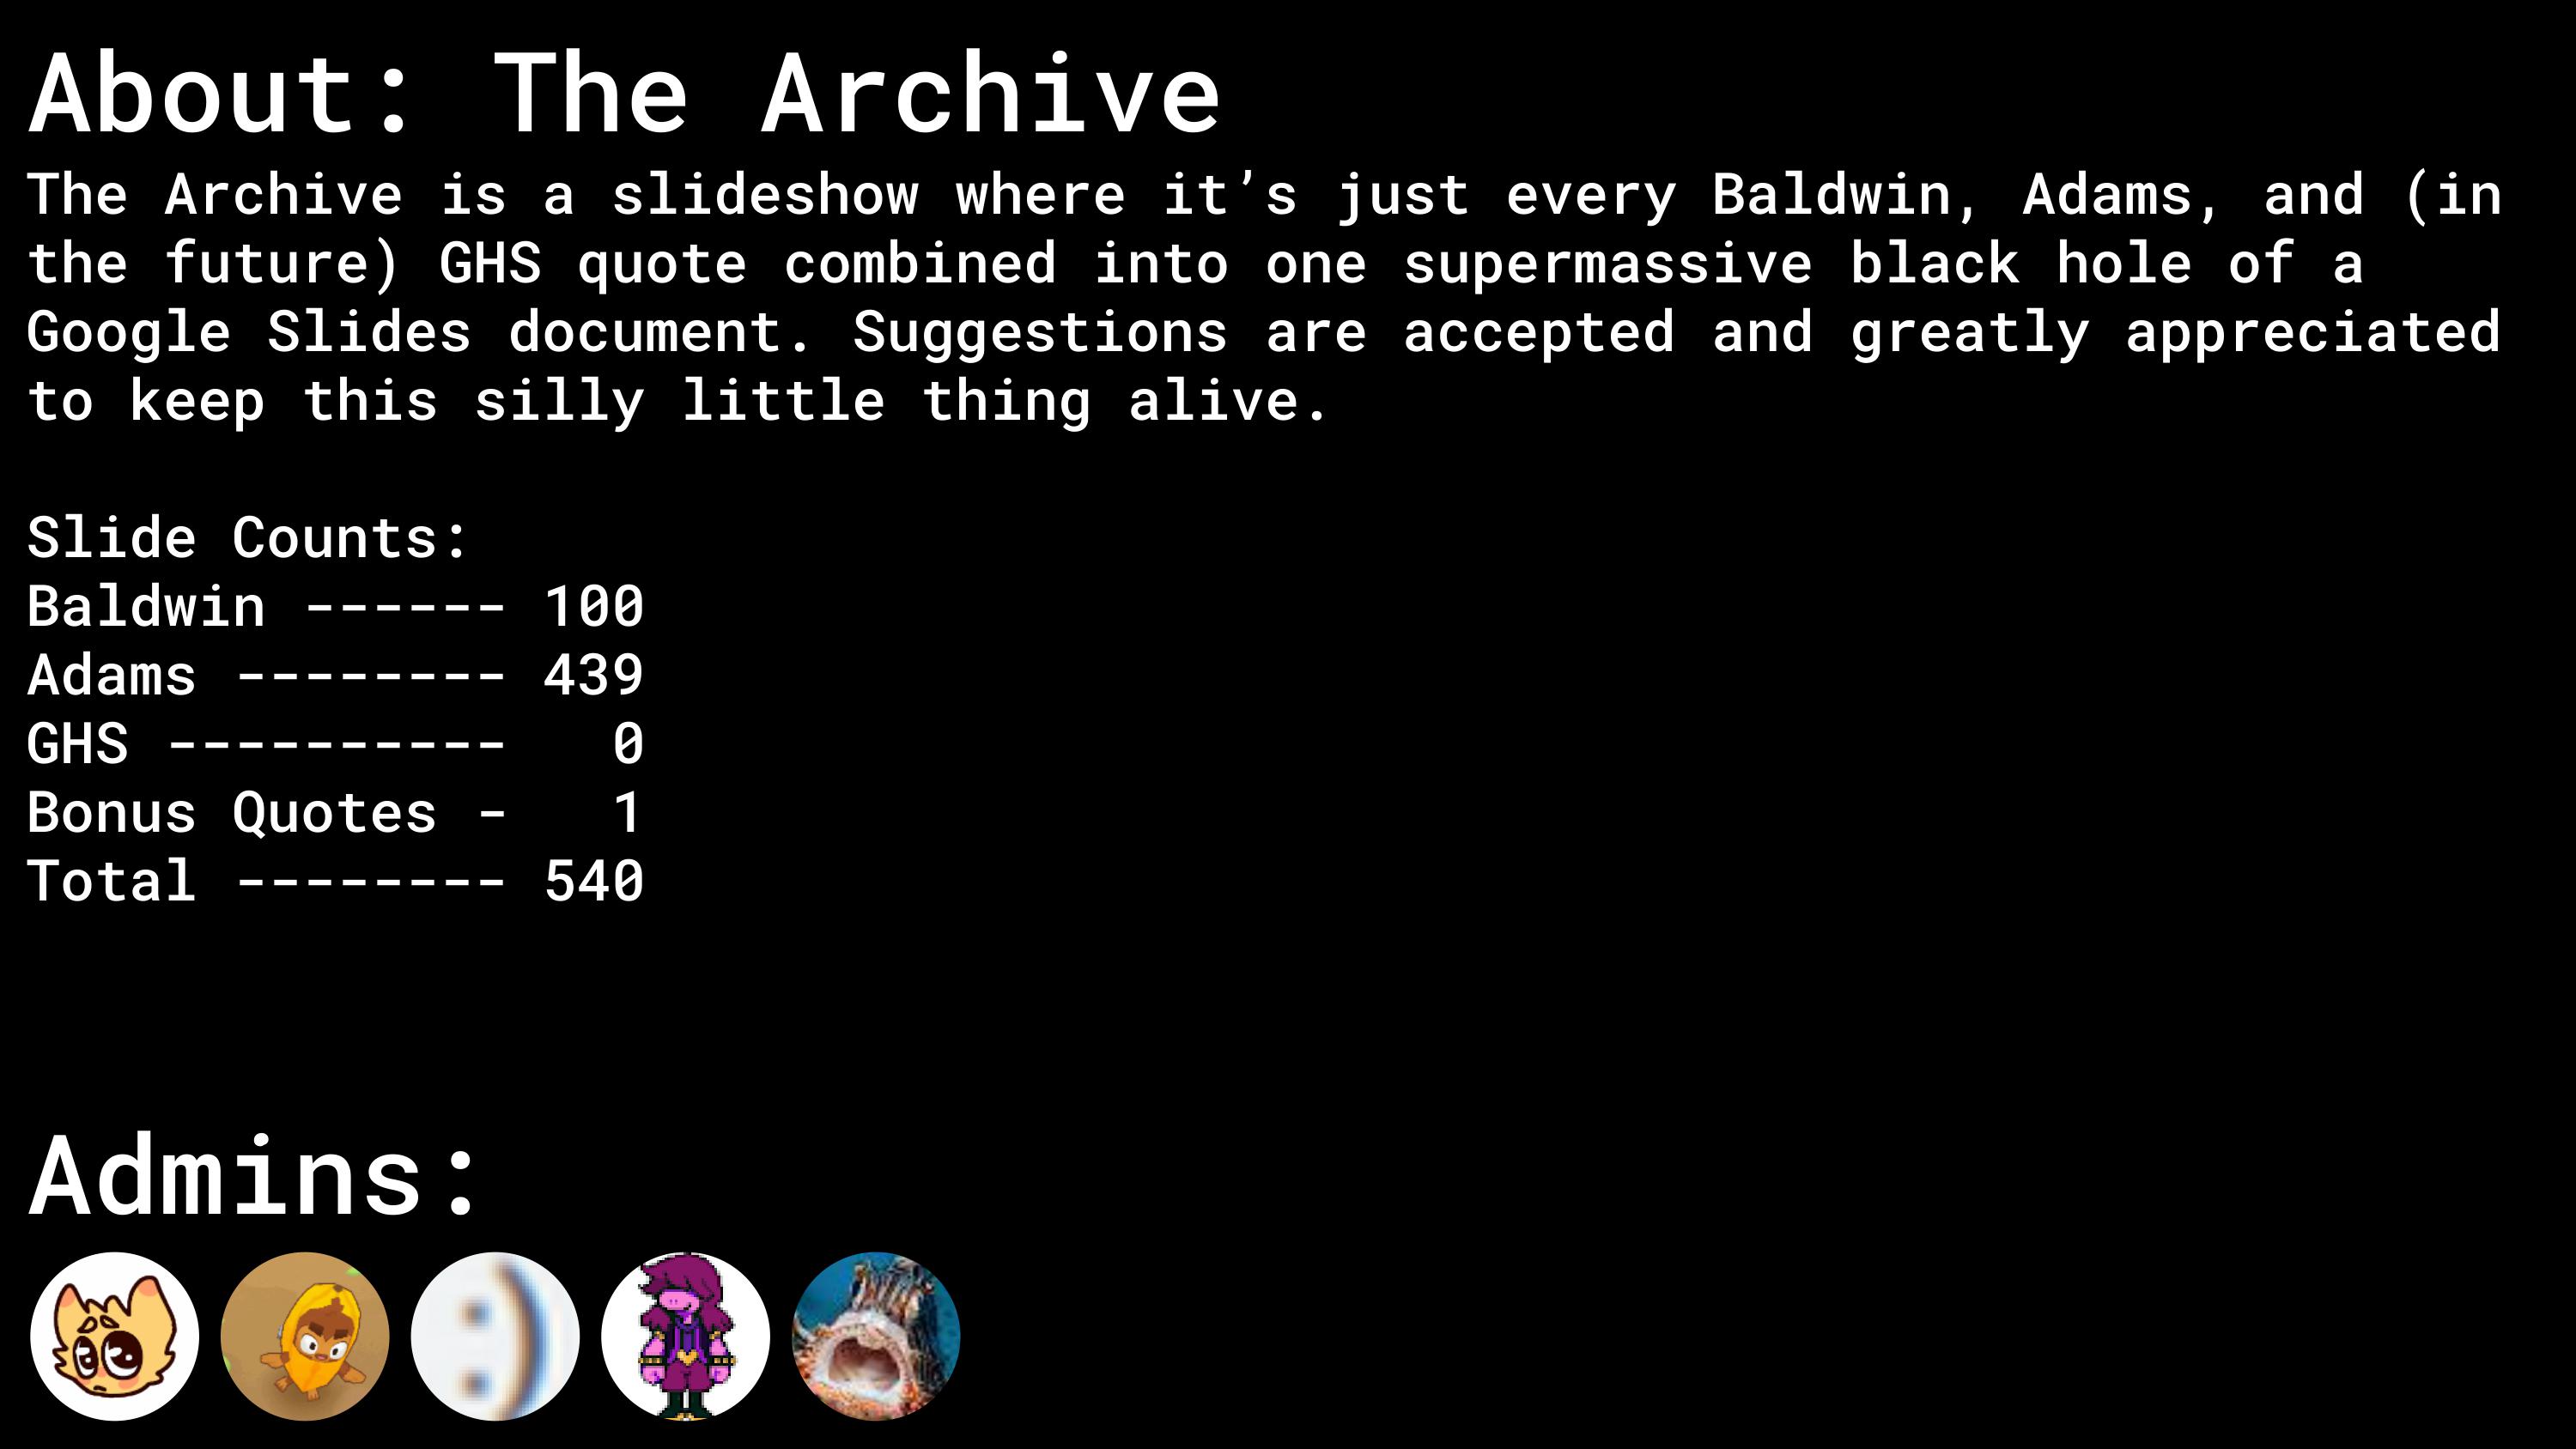 About: The Archive
The Archive is a slideshow where it’s just every Baldwin, Adams, and (in
the future) GHS quote combined into one supermassive black hole of a
Google Slides document. Suggestions are accepted and greatly appreciated
to keep this silly little thing alive.
Slide Counts:
Baldwin ------ 100
Adams -------- 439
GHS ----------   0
Bonus Quotes -   1
Total -------- 540
Admins:
:)